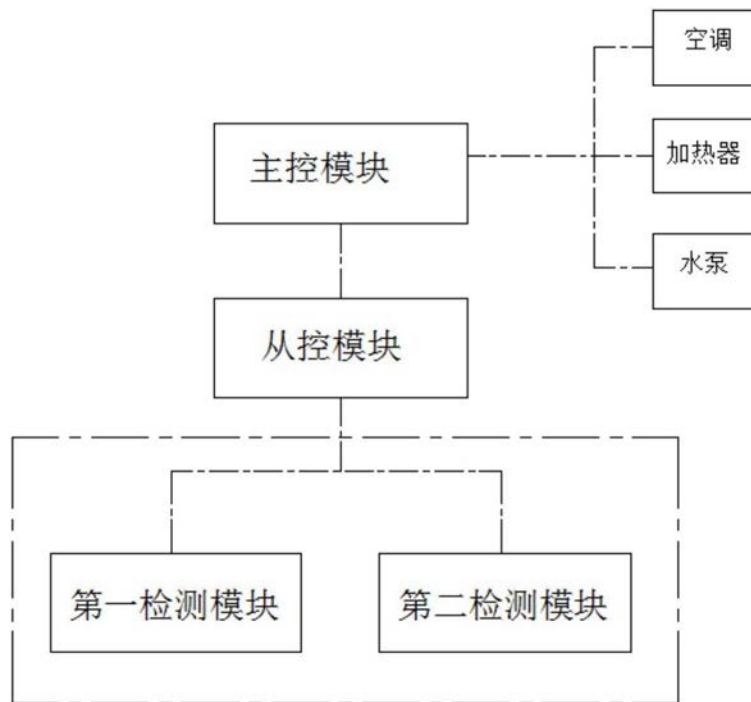 空调
主控模块
加热器
水泵
从控模块
第一检测模块
第二检测模块